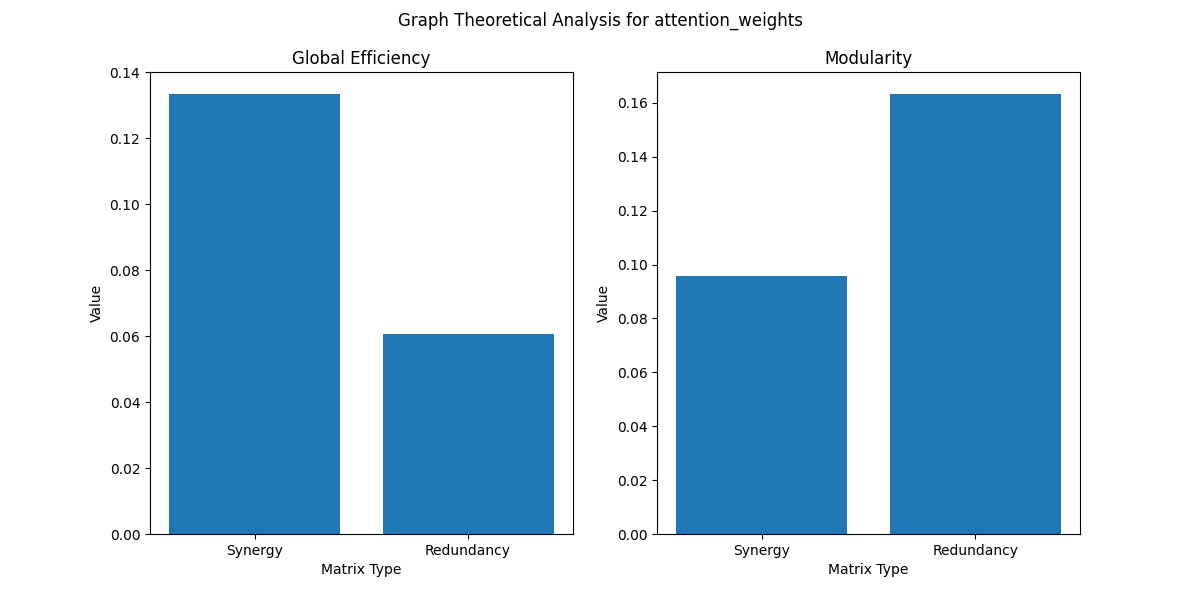 Graph Theoretical Analysis for attention_weights
Global Efficiency
0.14
0.12
0.10
0.08
0.06
0.04
0.02
0.00
Value
Synergy Redundancy
Matrix Type
Modularity
0.16
0.14
0.12
0.10
0.08
0.06
0.04
0.02
0.00
Value
Synergy Redundancy
Matrix Type